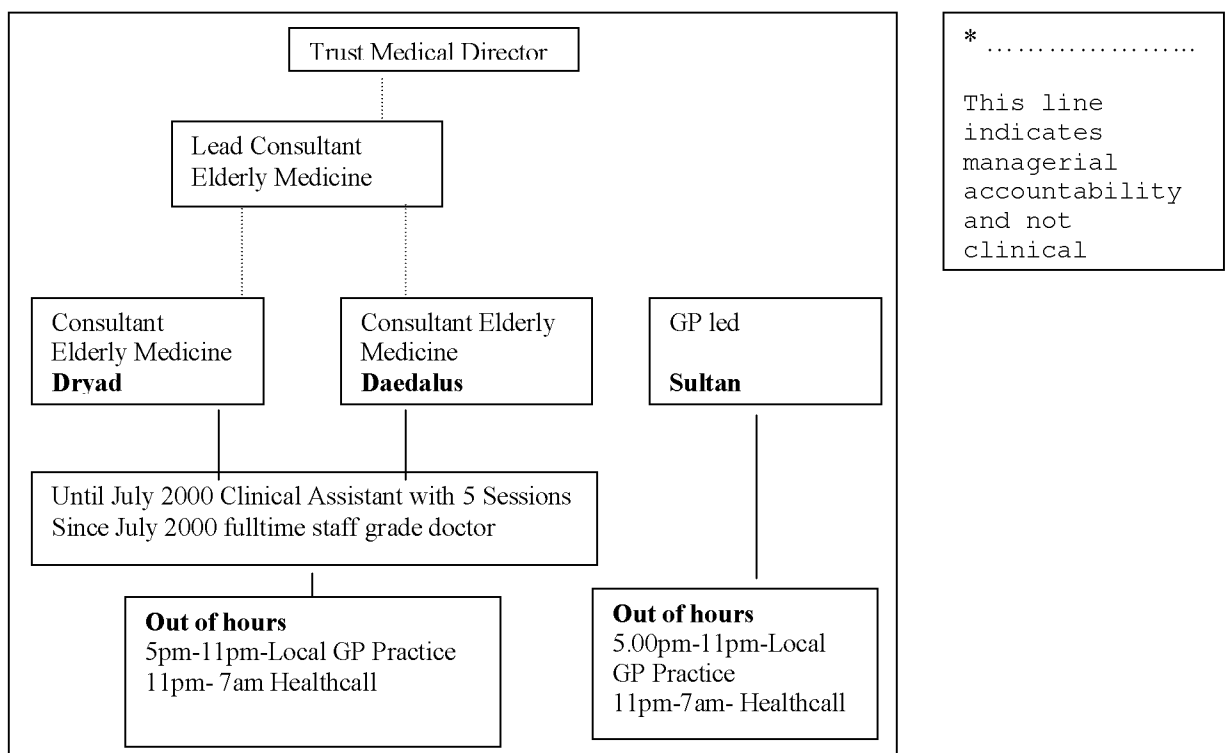 Trust Medical Director
* …………………...
This line
indicates
managerial
accountability
and not
clinical
Lead Consultant
Elderly Medicine
Consultant
Elderly Medicine
Dryad
Consultant Elderly
Medicine
Daedalus
GP led
Sultan
Until July 2000 Clinical Assistant with 5 Sessions
Since July 2000 fulltime staff grade doctor
Out of hours
5pm-11pm-Local GP Practice
11pm- 7am Healthcall
Out of hours
5.00pm-11pm-Local
GP Practice
11pm-7am- Healthcall